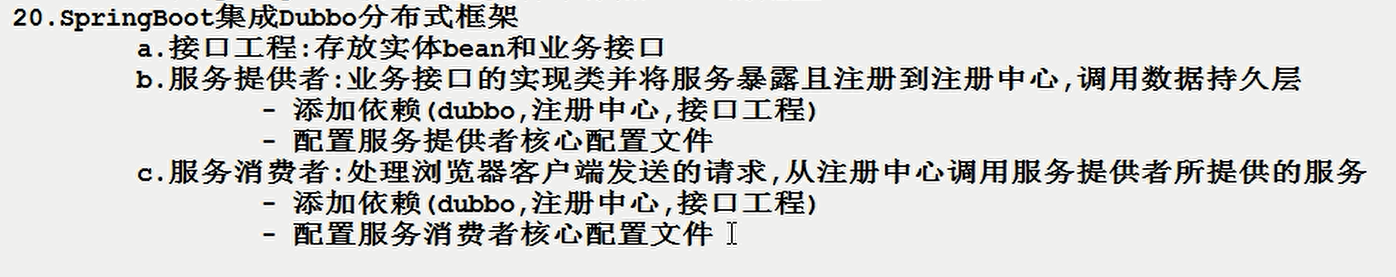 20.SpringBoot集成Dubbo分布式框架
a.接口工程:存放实体bean和业务接口
b.服务提供者:业务接口的实现类并将服务暴露且注册到注册中心,调用数据持久层
- 添加依赖(dubbo,注册中心,接口工程)
- 配置服务提供者核心配置文件
c.服务消费者:处理浏览器客户端发送的请求,从注册中心调用服务提供者所提供的服务
- 添加依赖(dubbo,注册中心,接口工程)
- 配置服务消费者核心配置文件